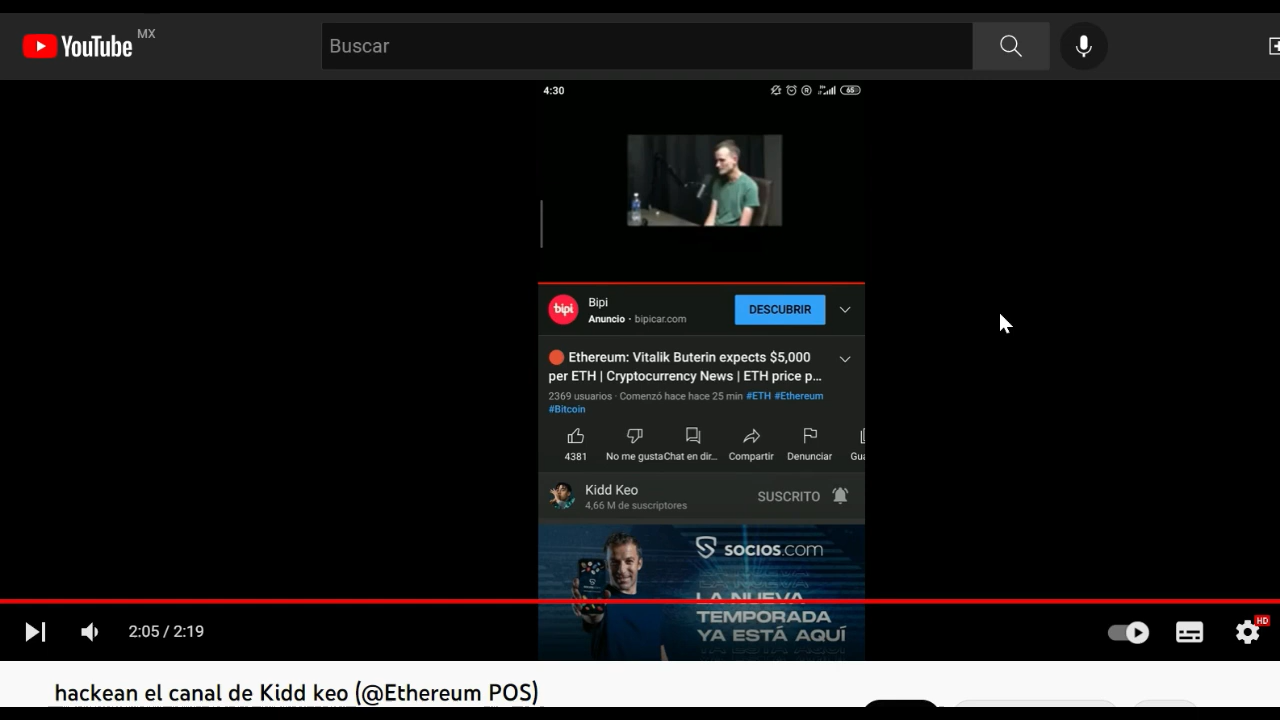 YouTube MX
Buscar
4:30
65
bipi
Bipi
Anuncio · bipicar.com
DESCUBRIR
Ethereum: Vitalik Buterin expects $5,000
per ETH | Cryptocurrency News | ETH price p...
2369 usuarios · Comenzó hace hace 25 min #ETH #Ethereum
#Bitcoin
4381
No me gusta
Chat en dir...
Compartir
Denunciar
Gua
Kidd Keo
4,66 M de suscriptores
SUSCRITO
socios.com
LA NUEVA
TEMPORADA
YA ESTÁ AQUÍ
2:05 / 2:19
HD
hackean el canal de Kidd keo (@Ethereum POS)